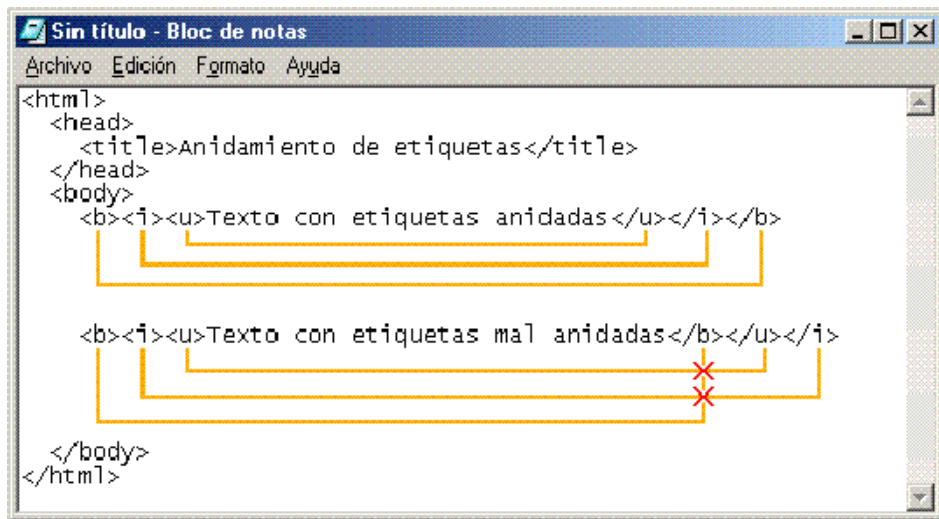 Sin título - Bloc de notas
Archivo Edición Formato Ayuda
<html>
<head>
<title>Anidamiento de etiquetas</title>
</head>
<body>
<b><i><u>Texto con etiquetas anidadas</u></i></b>
<b><i><u>Texto con etiquetas mal anidadas</b></u></i>
</body>
</html>